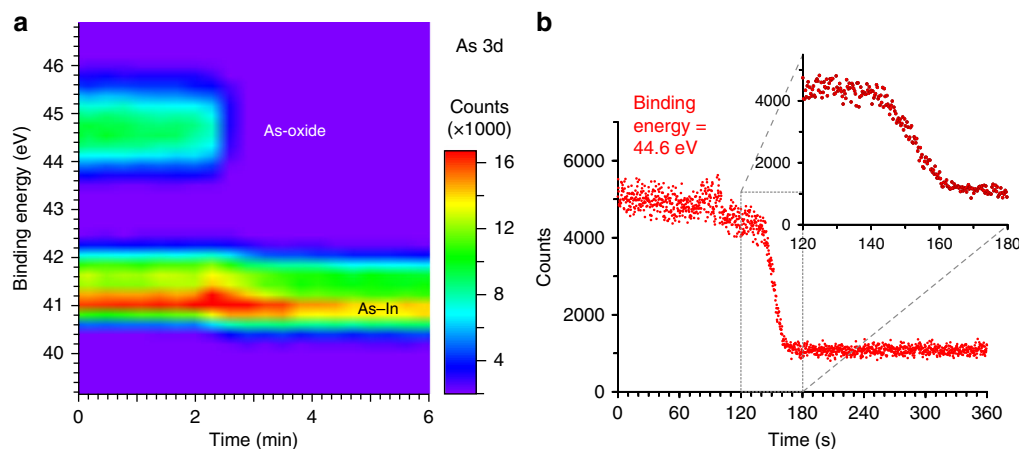 a
As 3d
Counts
(×1000)
Binding energy (eV)
46
45
44
43
42
41
40
As-oxide
As–In
16
12
8
4
0
2
4
6
Time (min)
b
Binding
energy =
44.6 eV
Counts
6000
4000
2000
0
0
60
120
180
240
300
360
Time (s)
4000
2000
0
120
140
160
180